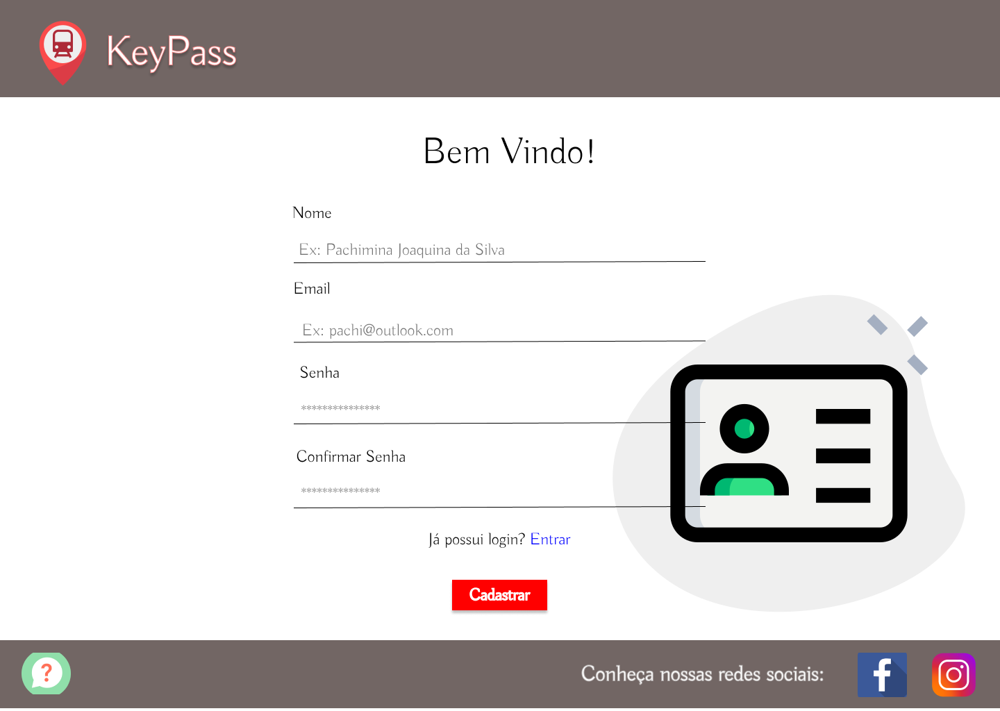 KeyPass
Bem Vindo!
Nome
Ex: Pachimina Joaquina da Silva
Email
Ex: pachi@outlook.com
Senha
***************
Confirmar Senha
***************
Já possui login? Entrar
Cadastrar
?
Conheça nossas redes sociais: